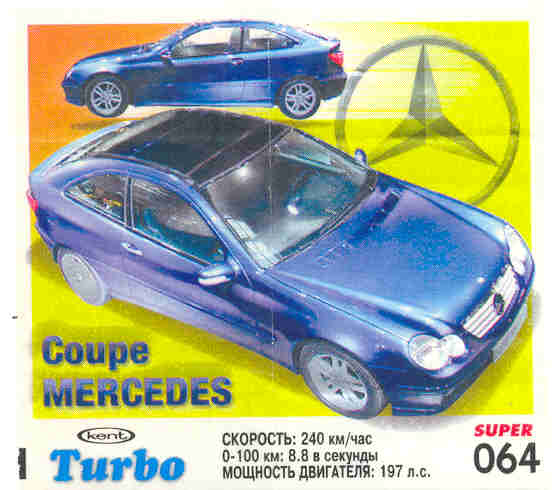 Coupe
MERCEDES
kent
Turbo
СКОРОСТЬ: 240 км/час
0-100 км: 8.8 в секунды
МОЩНОСТЬ ДВИГАТЕЛЯ: 197 л.с.
SUPER
064